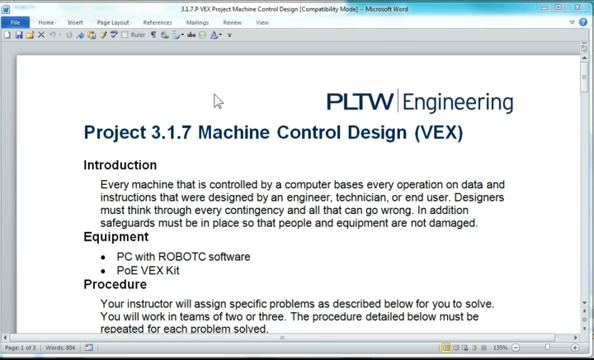 3.1.7.P VEX Project Machine Control Design [Compatibility Mode] - Microsoft Word
File Home Insert Page Layout References Mailings Review View
Ruler
PLTW Engineering
Project 3.1.7 Machine Control Design (VEX)
Introduction
Every machine that is controlled by a computer bases every operation on data and
instructions that were designed by an engineer, technician, or end user. Designers
must think through every contingency and all that can go wrong. In addition
safeguards must be in place so that people and equipment are not damaged.
Equipment
• PC with ROBOTC software
• PoE VEX Kit
Procedure
Your instructor will assign specific problems as described below for you to solve.
You will work in teams of two or three. The procedure detailed below must be
repeated for each problem solved.
Page: 1 of 3 Words: 804 135%